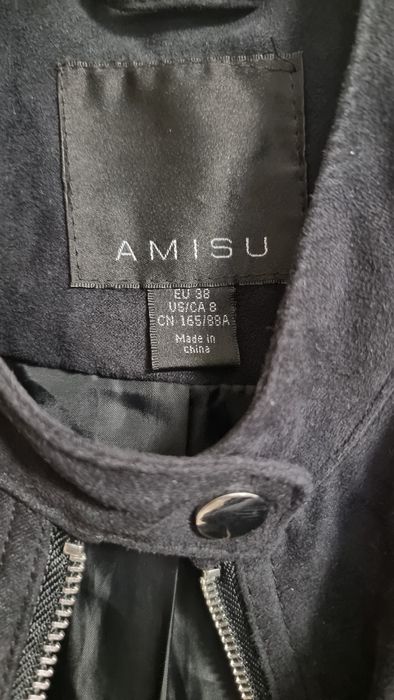 AMISU
EU 38
US/CA 8
CN 165/88A
Made in
china